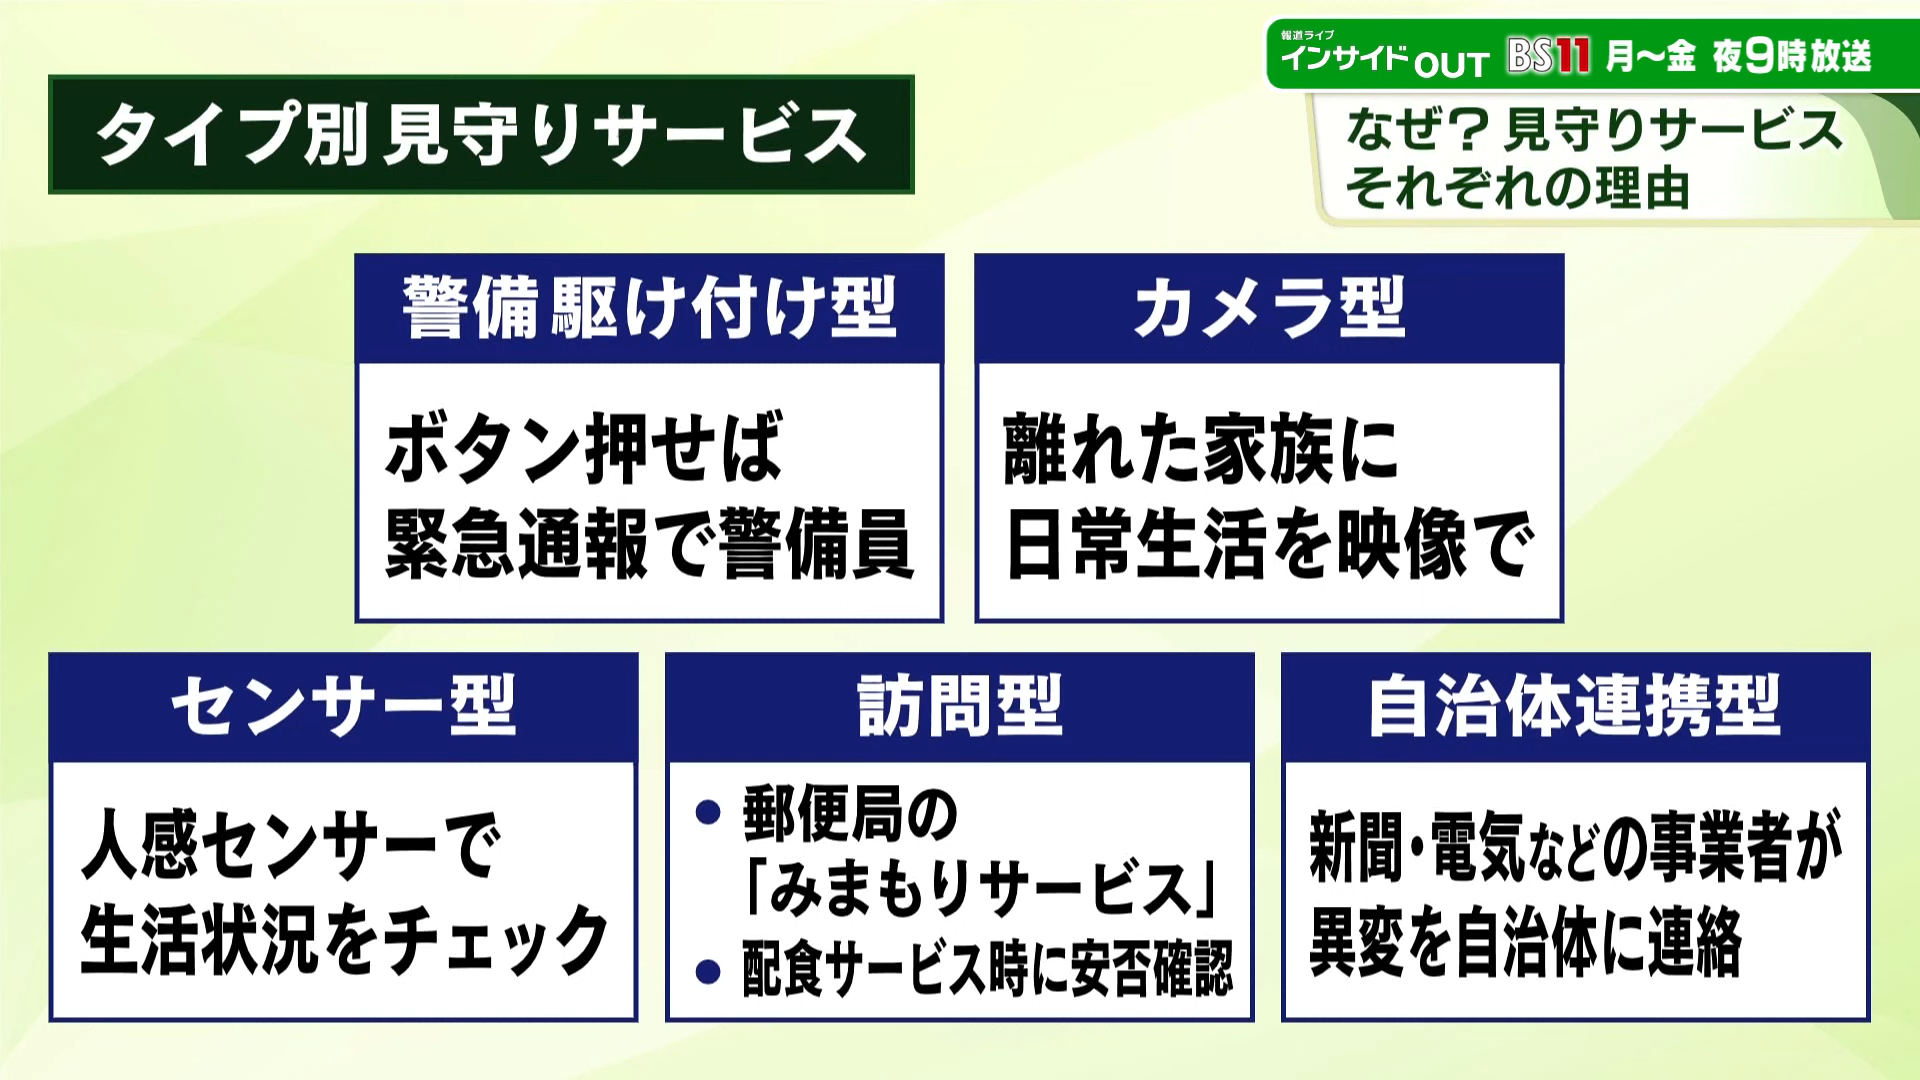 報道ライブ
インサイドOUT BS11 月〜金 夜9時放送
なぜ？見守りサービス
それぞれの理由
タイプ別 見守りサービス
警備 駆け付け型
ボタン押せば
緊急通報で警備員
カメラ型
離れた家族に
日常生活を映像で
センサー型
人感センサーで
生活状況をチェック
訪問型
• 郵便局の
「みまもりサービス」
• 配食サービス時に安否確認
自治体連携型
新聞・電気などの事業者が
異変を自治体に連絡